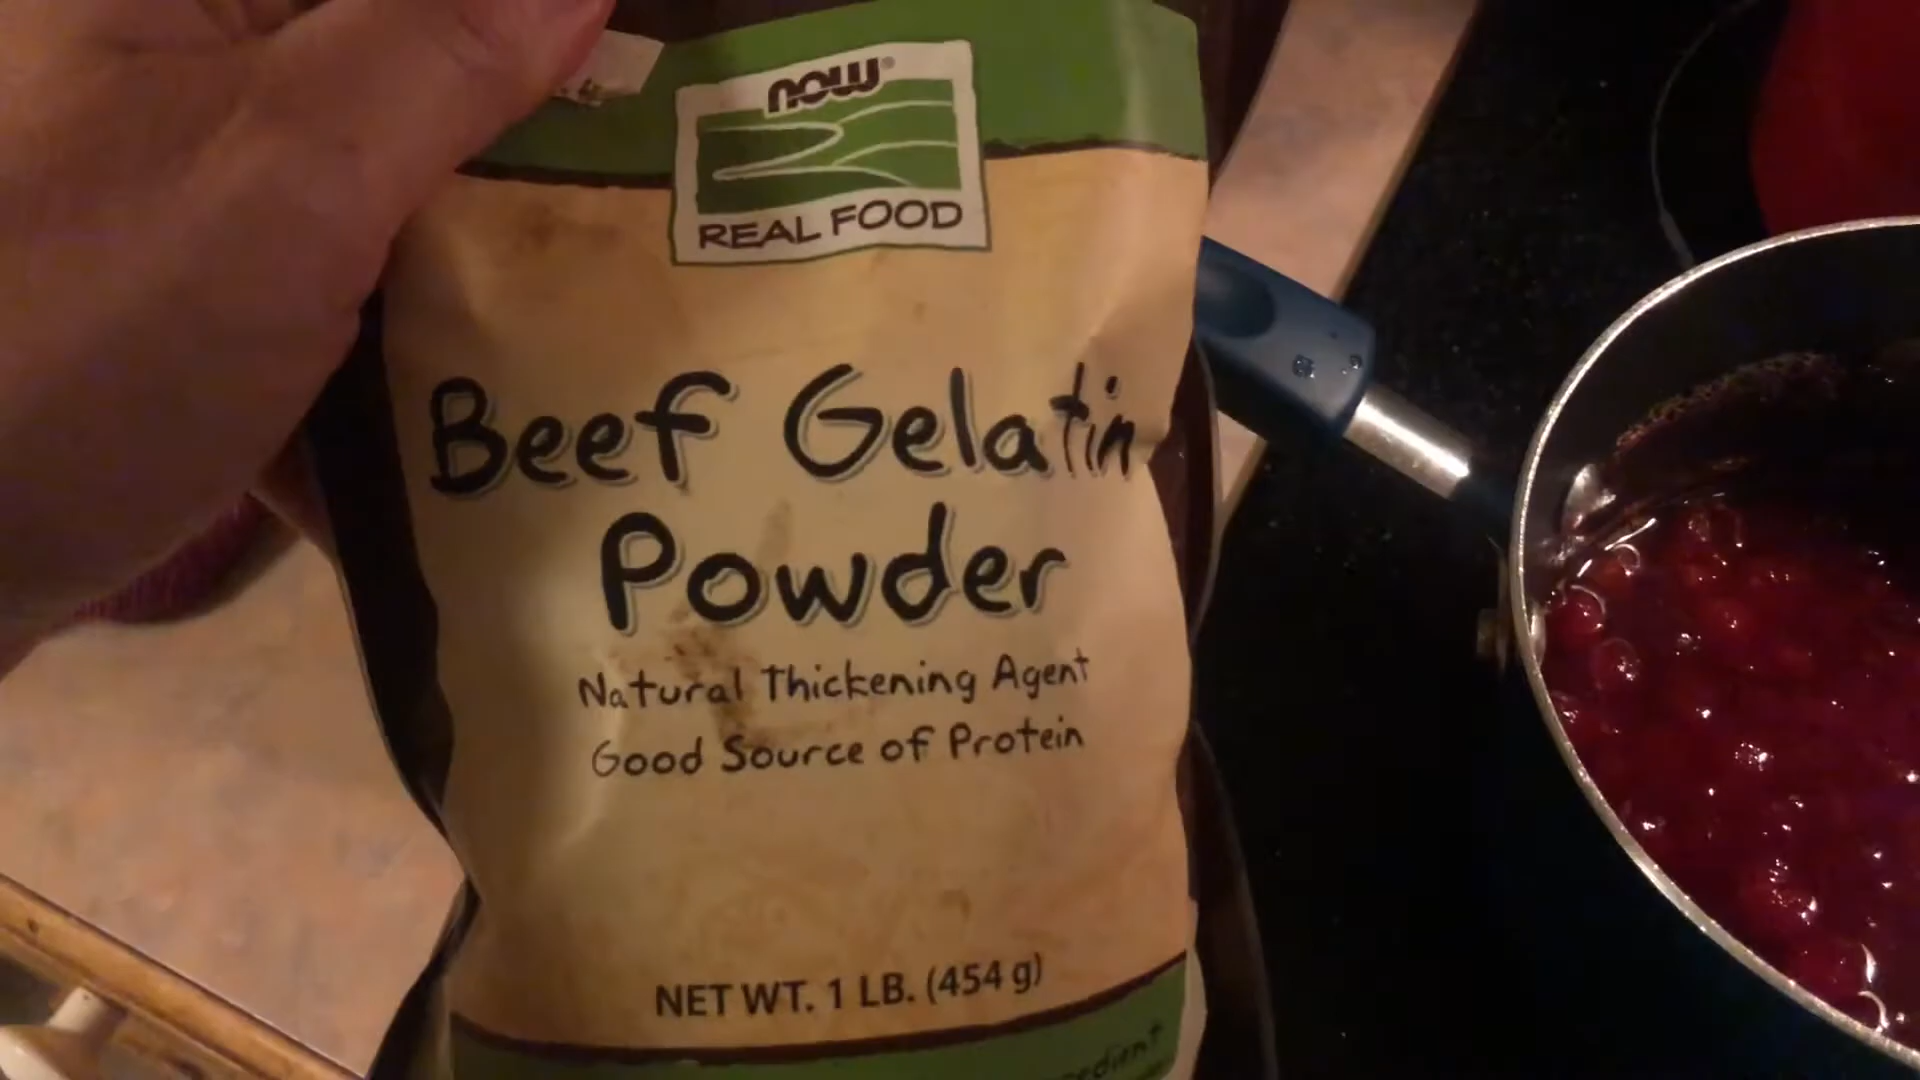 now®
REAL FOOD
Beef Gelatin
Powder
Natural Thickening Agent
Good Source of Protein
NET WT. 1 LB. (454 g)